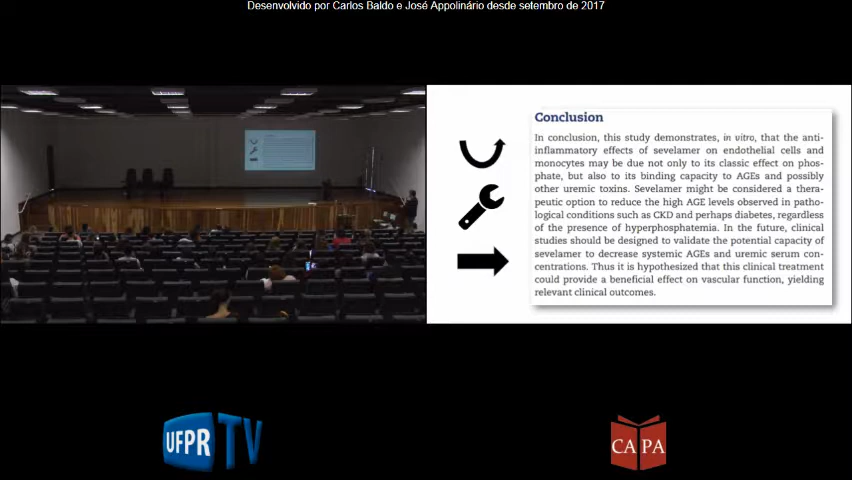 Desenvolvido por Carlos Baldo e José Appolinário desde setembro de 2017
Conclusion
In conclusion, this study demonstrates, in vitro, that the anti-
inflammatory effects of sevelamer on endothelial cells and
monocytes may be due not only to its classic effect on phos-
phate, but also to its binding capacity to AGEs and possibly
other uremic toxins. Sevelamer might be considered a thera-
peutic option to reduce the high AGE levels observed in patho-
logical conditions such as CKD and perhaps diabetes, regardless
of the presence of hyperphosphatemia. In the future, clinical
studies should be designed to validate the potential capacity of
sevelamer to decrease systemic AGEs and uremic serum con-
centrations. Thus it is hypothesized that this clinical treatment
could provide a beneficial effect on vascular function, yielding
relevant clinical outcomes.
UFPR TV
CAPA